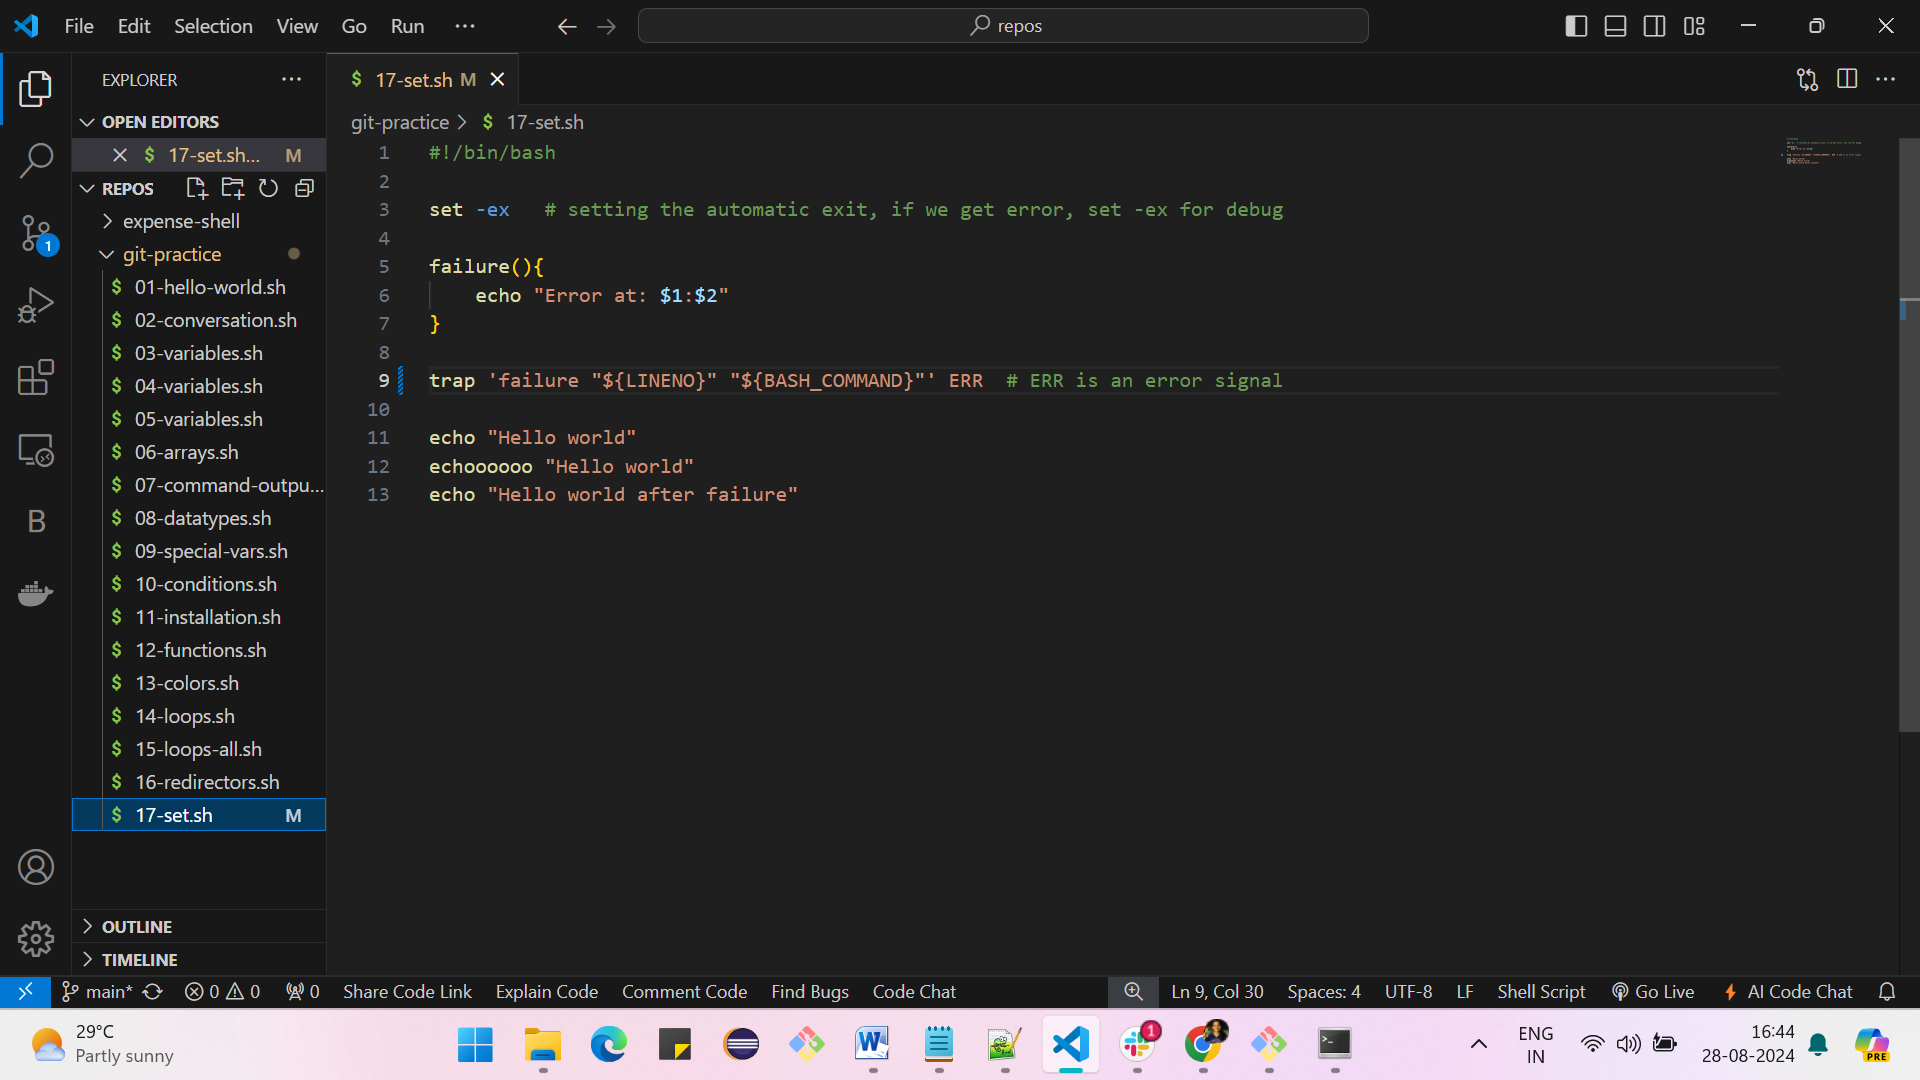 File Edit Selection View Go Run ···
repos
EXPLORER ···
OPEN EDITORS
17-set.sh... M
REPOS
expense-shell
git-practice
$ 01-hello-world.sh
$ 02-conversation.sh
$ 03-variables.sh
$ 04-variables.sh
$ 05-variables.sh
$ 06-arrays.sh
$ 07-command-outpu...
$ 08-datatypes.sh
$ 09-special-vars.sh
$ 10-conditions.sh
$ 11-installation.sh
$ 12-functions.sh
$ 13-colors.sh
$ 14-loops.sh
$ 15-loops-all.sh
$ 16-redirectors.sh
$ 17-set.sh M
OUTLINE
TIMELINE
1
B
$ 17-set.sh M
git-practice > $ 17-set.sh
1 #!/bin/bash
2
3 set -ex   # setting the automatic exit, if we get error, set -ex for debug
4
5 failure(){
6     echo "Error at: $1:$2"
7 }
8
9 trap 'failure "${LINENO}" "${BASH_COMMAND}"' ERR  # ERR is an error signal
10
11 echo "Hello world"
12 echoooooo "Hello world"
13 echo "Hello world after failure"
main* 0 0 0 Share Code Link Explain Code Comment Code Find Bugs Code Chat Ln 9, Col 30 Spaces: 4 UTF-8 LF Shell Script Go Live AI Code Chat
29°C
Partly sunny
1
ENG
IN
16:44
28-08-2024
PRE